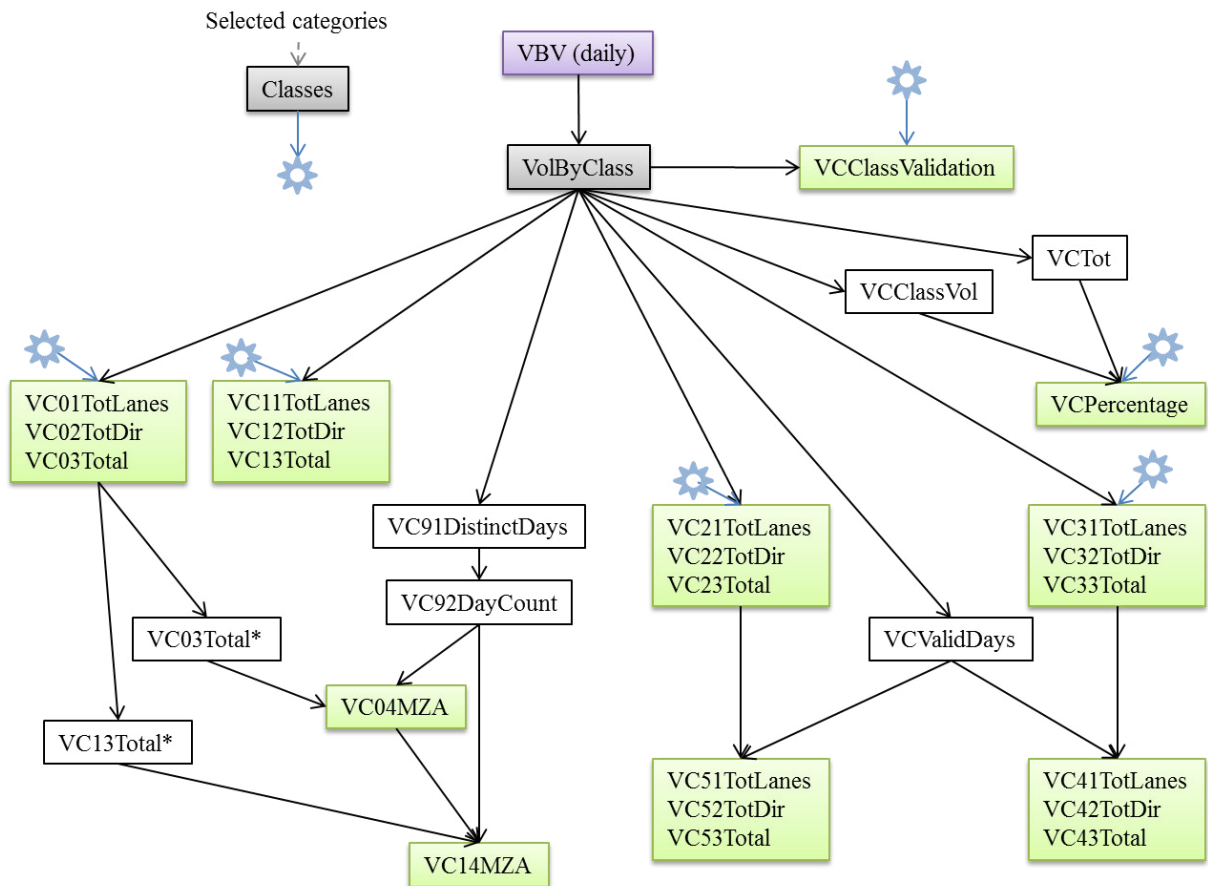 Selected categories
VBV (daily)
Classes
VolByClass
VCClassValidation
VCTot
VCClassVol
VC01TotLanes
VC02TotDir
VC03Total
VC11TotLanes
VC12TotDir
VC13Total
VCPercentage
VC91DistinctDays
VC21TotLanes
VC22TotDir
VC23Total
VC31TotLanes
VC32TotDir
VC33Total
VC92DayCount
VC03Total*
VCValidDays
VC04MZA
VC13Total*
VC51TotLanes
VC52TotDir
VC53Total
VC41TotLanes
VC42TotDir
VC43Total
VC14MZA